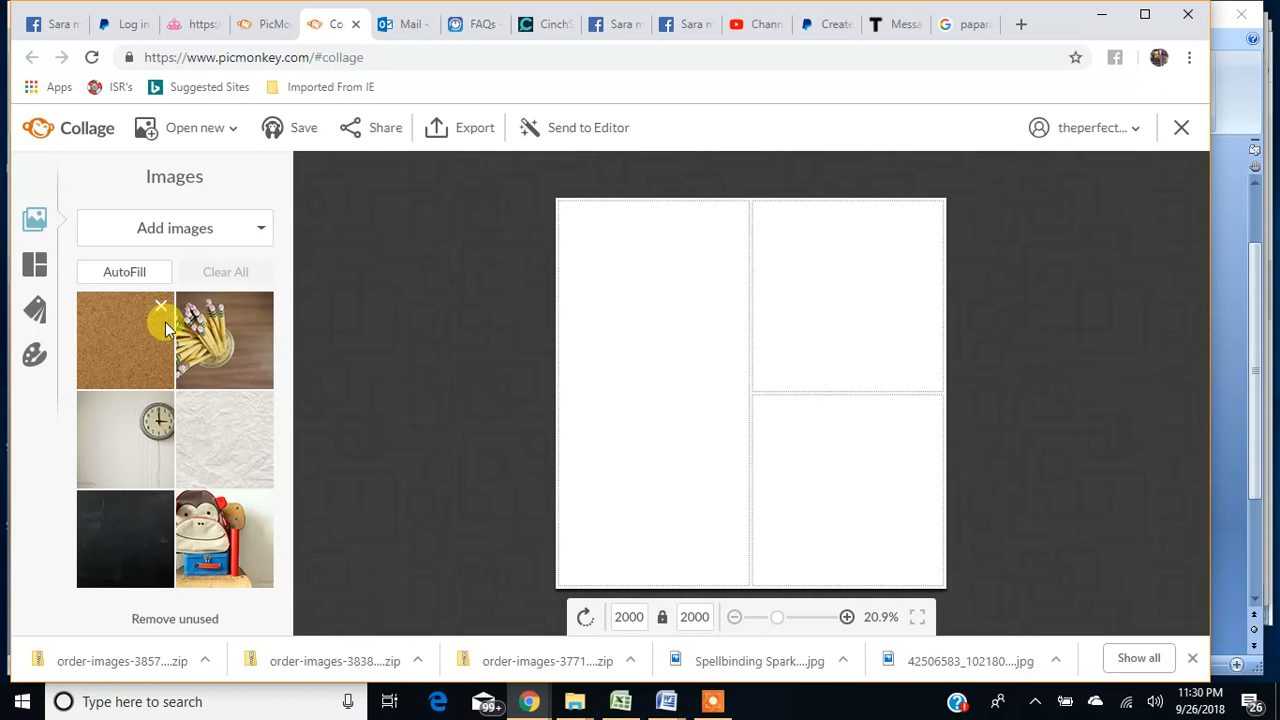 Sara m
Log in
https:/
PicMo
Co
Mail -
FAQs -
CinchS
Sara m
Sara m
Chann
Create
Messa
papar
https://www.picmonkey.com/#collage
Apps
ISR's
Suggested Sites
Imported From IE
Collage
Open new
Save
Share
Export
Send to Editor
theperfect...
Images
Add images
AutoFill
Clear All
Remove unused
2000
2000
20.9%
order-images-3857....zip
order-images-3838....zip
order-images-3771....zip
Spellbinding Spark....jpg
42506583_102180....jpg
Show all
Type here to search
99+
11:30 PM
9/26/2018
26